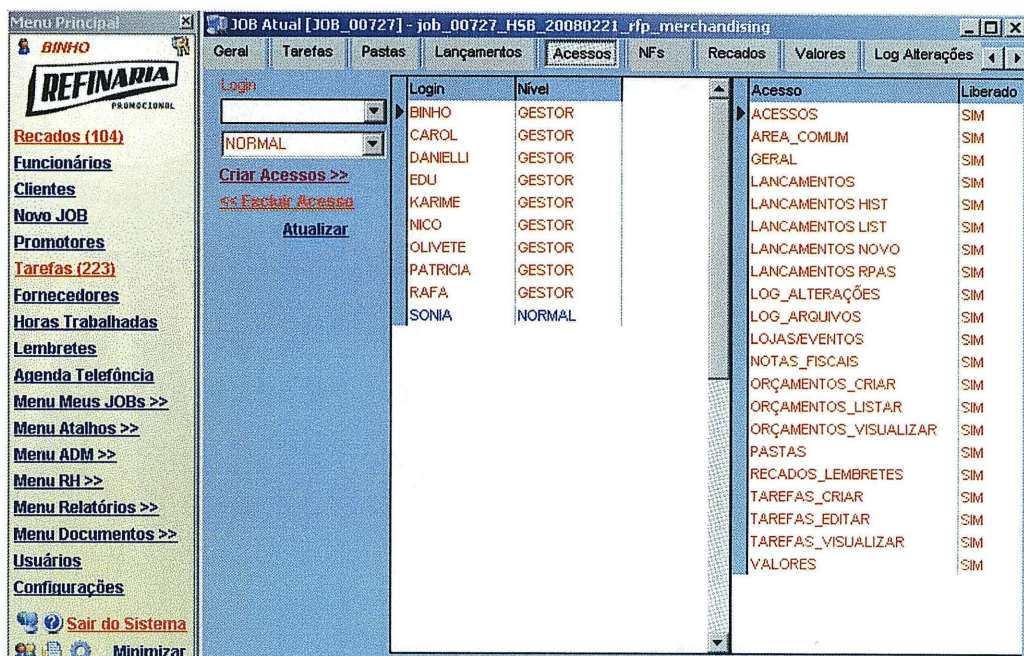 Menu Principal
BINHO
REFINARIA
PROMOCIONAL
Recados (104)
Funcionários
Clientes
Novo JOB
Promotores
Tarefas (223)
Fornecedores
Horas Trabalhadas
Lembretes
Agenda Telefôncia
Menu Meus JOBs >>
Menu Atalhos >>
Menu ADM >>
Menu RH >>
Menu Relatórios >>
Menu Documentos >>
Usuários
Configurações
Sair do Sistema
Minimizar
JOB Atual [JOB_00727] - job_00727_HSB_20080221_rfp_merchandising
Geral Tarefas Pastas Lançamentos Acessos NFs Recados Valores Log Alterações
Login
NORMAL
Criar Acessos >>
<< Excluir Acesso
Atualizar
Login Nível
BINHO GESTOR
CAROL GESTOR
DANIELLI GESTOR
EDU GESTOR
KARIME GESTOR
NICO GESTOR
OLIVETE GESTOR
PATRICIA GESTOR
RAFA GESTOR
SONIA NORMAL
Acesso Liberado
ACESSOS SIM
AREA_COMUM SIM
GERAL SIM
LANCAMENTOS SIM
LANCAMENTOS HIST SIM
LANCAMENTOS LIST SIM
LANCAMENTOS NOVO SIM
LANCAMENTOS RPAS SIM
LOG_ALTERAÇÕES SIM
LOG_ARQUIVOS SIM
LOJAS/EVENTOS SIM
NOTAS_FISCAIS SIM
ORÇAMENTOS_CRIAR SIM
ORÇAMENTOS_LISTAR SIM
ORÇAMENTOS_VISUALIZAR SIM
PASTAS SIM
RECADOS_LEMBRETES SIM
TAREFAS_CRIAR SIM
TAREFAS_EDITAR SIM
TAREFAS_VISUALIZAR SIM
VALORES SIM